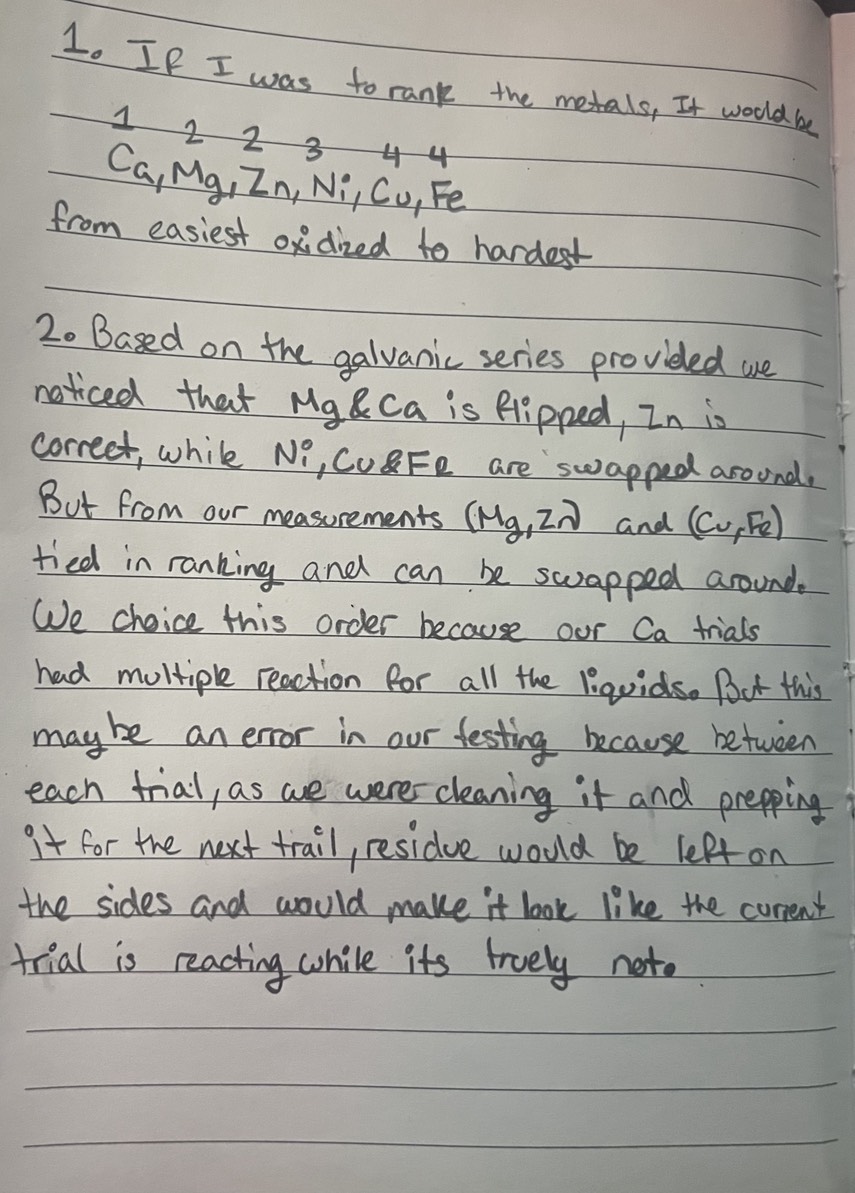 1. If I was to rank the metals, It would be
1 2 2 3 4 4
Ca, Mg, Zn, Ni, Cu, Fe
from easiest oxidized to hardest
2. Based on the galvanic series provided we
noticed that Mg & Ca is flipped, Zn is
correct, while Ni, Cu & Fe are swapped around.
But from our measurements (Mg, Zn) and (Cu, Fe)
tied in ranking and can be swapped around.
We choice this order because our Ca trials
had multiple reaction for all the liquids. But this
maybe an error in our testing because between
each trial, as we were cleaning it and prepping
it for the next trail, residue would be left on
the sides and would make it look like the current
trial is reacting while its truely not.